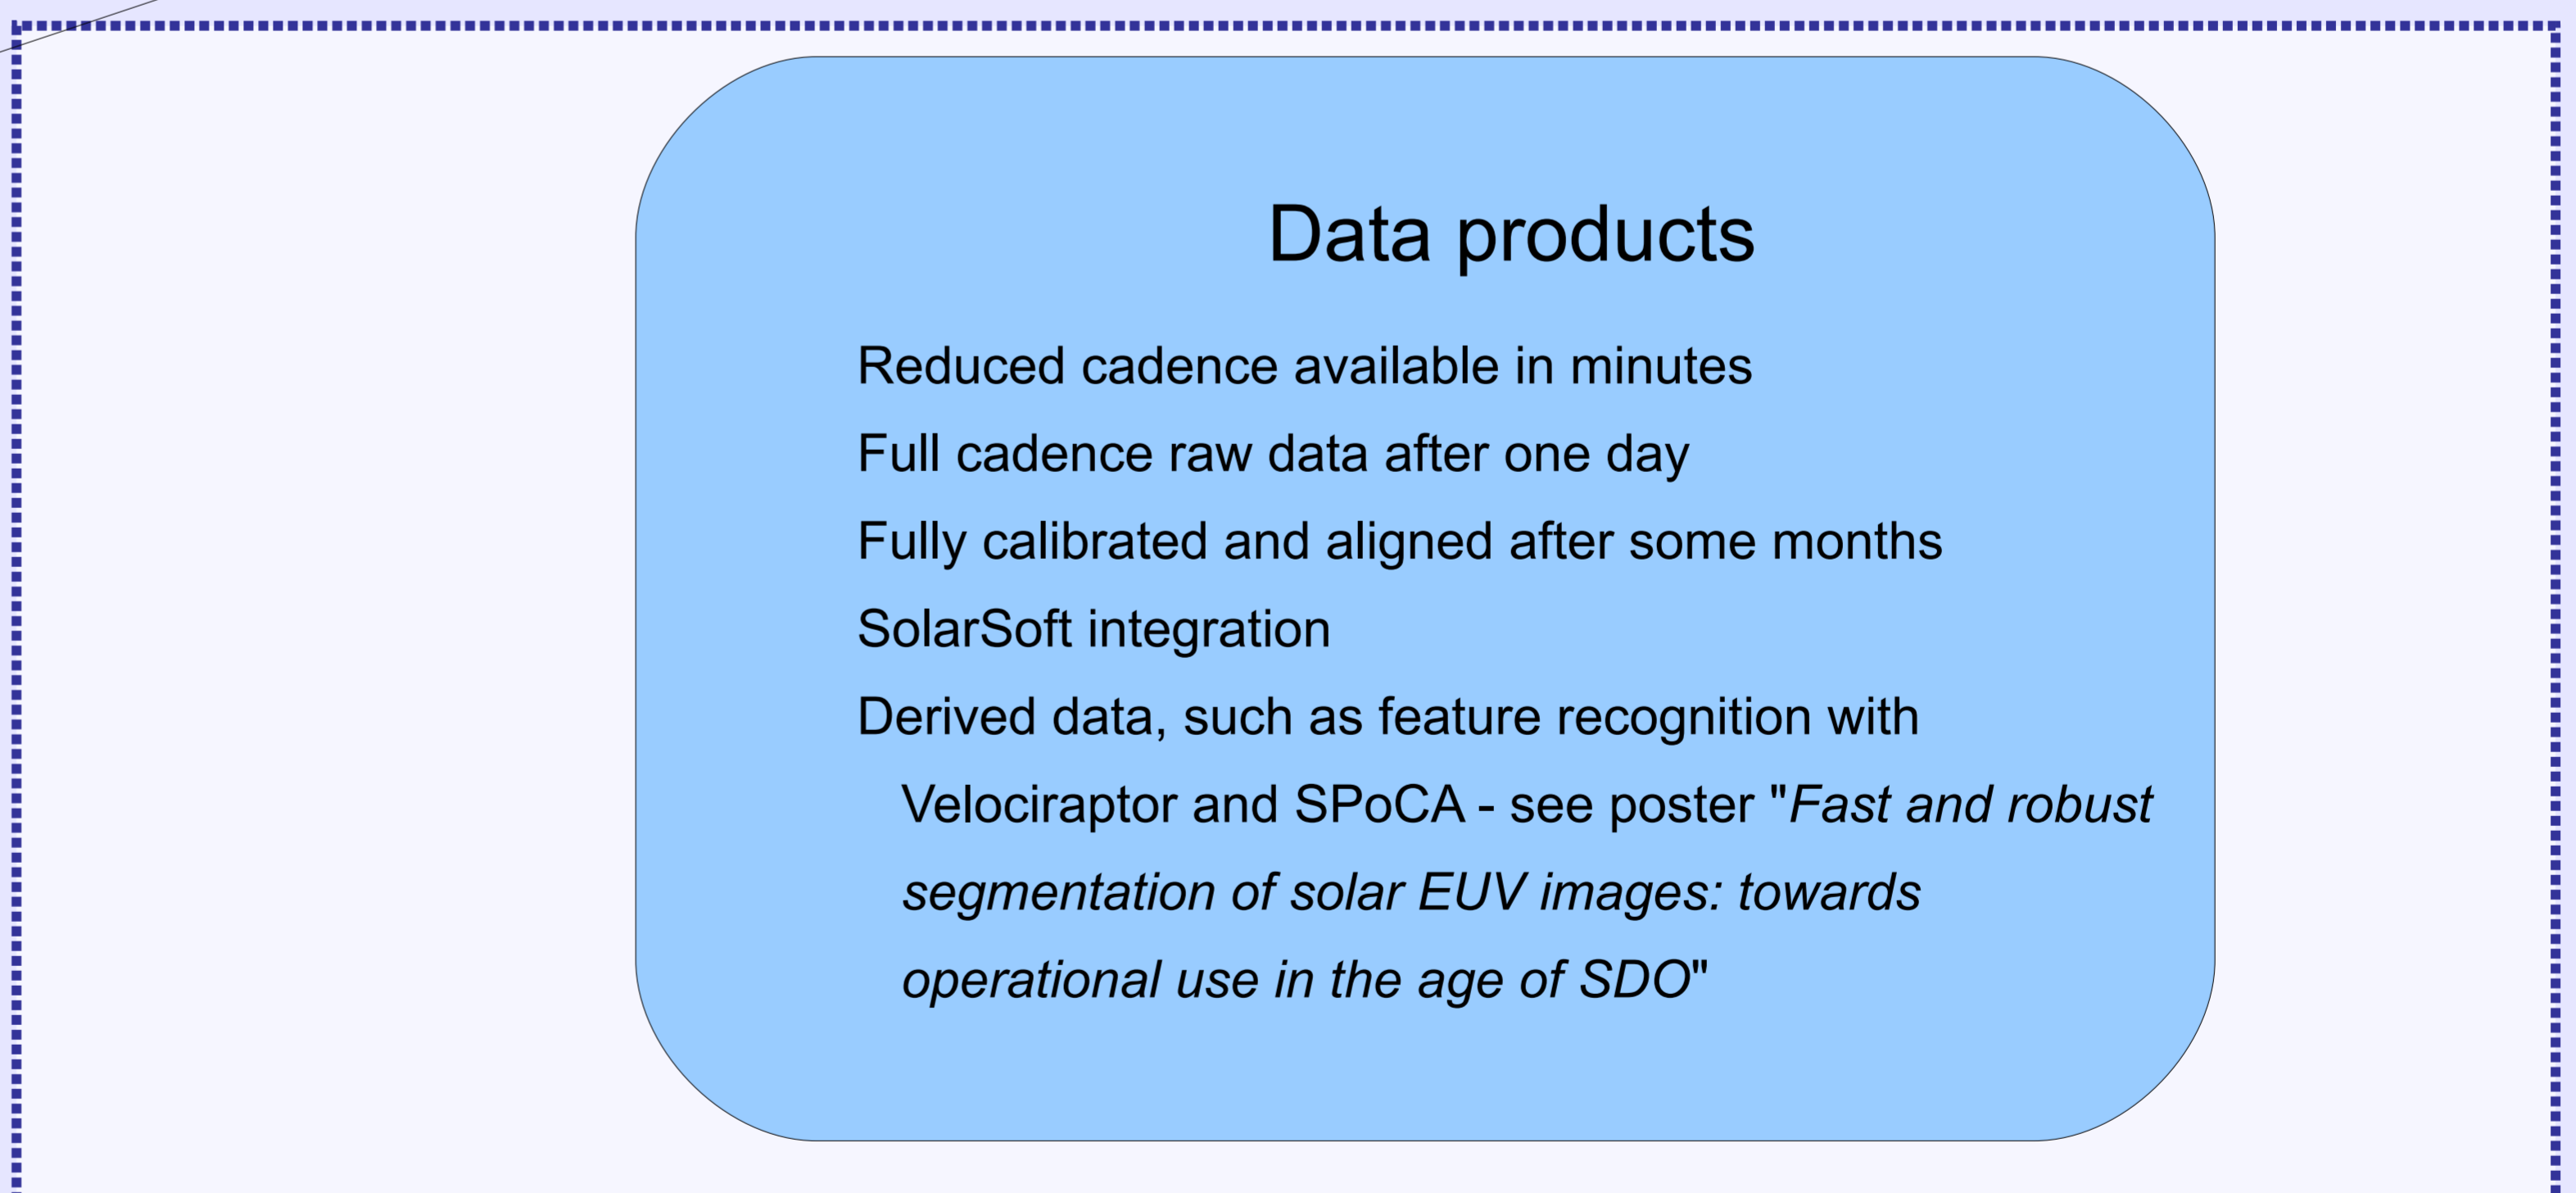 Data products
Reduced cadence available in minutes
Full cadence raw data after one day
Fully calibrated and aligned after some months
SolarSoft integration
Derived data, such as feature recognition with
Velociraptor and SPoCA - see poster "Fast and robust
segmentation of solar EUV images: towards
operational use in the age of SDO"